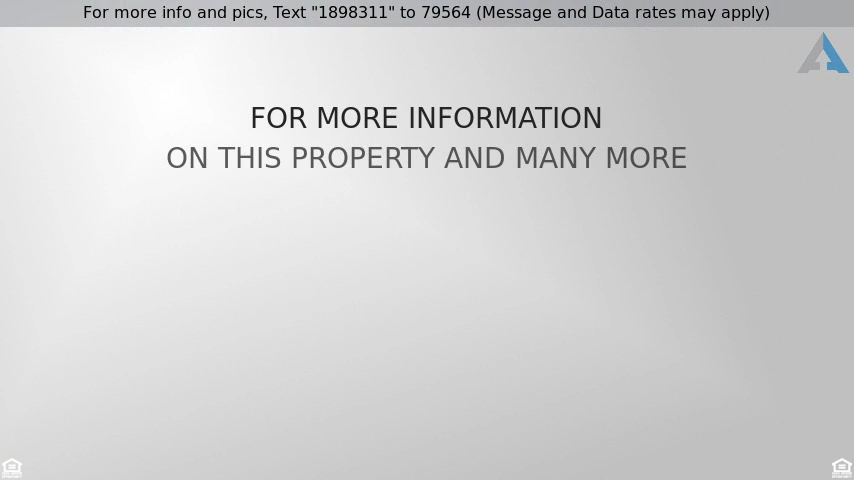 For more info and pics, Text "1898311" to 79564 (Message and Data rates may apply)
FOR MORE INFORMATION
ON THIS PROPERTY AND MANY MORE